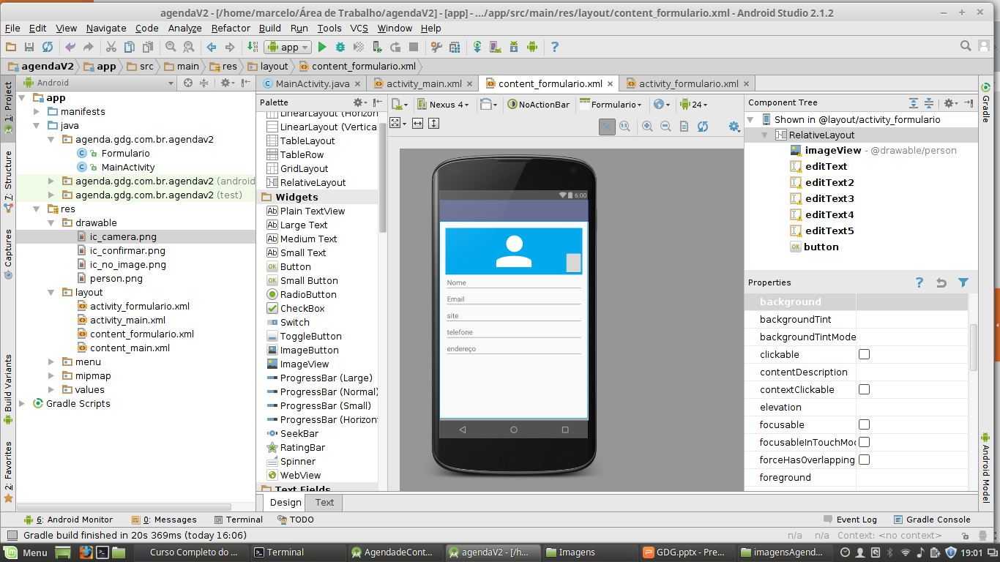 agendaV2 - [/home/marcelo/Área de Trabalho/agendaV2] - [app] - .../app/src/main/res/layout/content_formulario.xml - Android Studio 2.1.2
File Edit View Navigate Code Analyze Refactor Build Run Tools VCS Window Help
app
agendaV2 app src main res layout content_formulario.xml
Android
MainActivity.java activity_main.xml content_formulario.xml activity_formulario.xml
1: Project
7: Structure
Captures
Build Variants
2: Favorites
app
manifests
java
agenda.gdg.com.br.agendav2
Formulario
MainActivity
agenda.gdg.com.br.agendav2 (android
agenda.gdg.com.br.agendav2 (test)
res
drawable
ic_camera.png
ic_confirmar.png
ic_no_image.png
person.png
layout
activity_formulario.xml
activity_main.xml
content_formulario.xml
content_main.xml
menu
mipmap
values
Gradle Scripts
Palette
LinearLayout (Horizon
LinearLayout (Vertica
TableLayout
TableRow
GridLayout
RelativeLayout
Widgets
Plain TextView
Large Text
Medium Text
Small Text
Button
Small Button
RadioButton
CheckBox
Switch
ToggleButton
ImageButton
ImageView
ProgressBar (Large)
ProgressBar (Normal)
ProgressBar (Small)
ProgressBar (Horizon
SeekBar
RatingBar
Spinner
WebView
Text Fields
Nexus 4 NoActionBar Formulario 24
1:1
6:00
Nome
Email
site
telefone
endereço
Component Tree
Shown in @layout/activity_formulario
RelativeLayout
imageView - @drawable/person
editText
editText2
editText3
editText4
editText5
button
Properties
background
backgroundTint
backgroundTintMode
clickable
contentDescription
contextClickable
elevation
focusable
focusableInTouchMod
forceHasOverlapping
foreground
Gradle
Android Model
Design Text
6: Android Monitor 0: Messages Terminal TODO Event Log Gradle Console
Gradle build finished in 20s 369ms (today 16:06) n/a n/a Context: <no context>
Menu Curso Completo do ... Terminal AgendadeCont... agendaV2 - [/h... Imagens GDG.pptx - Pre... imagensAgend... 19:01